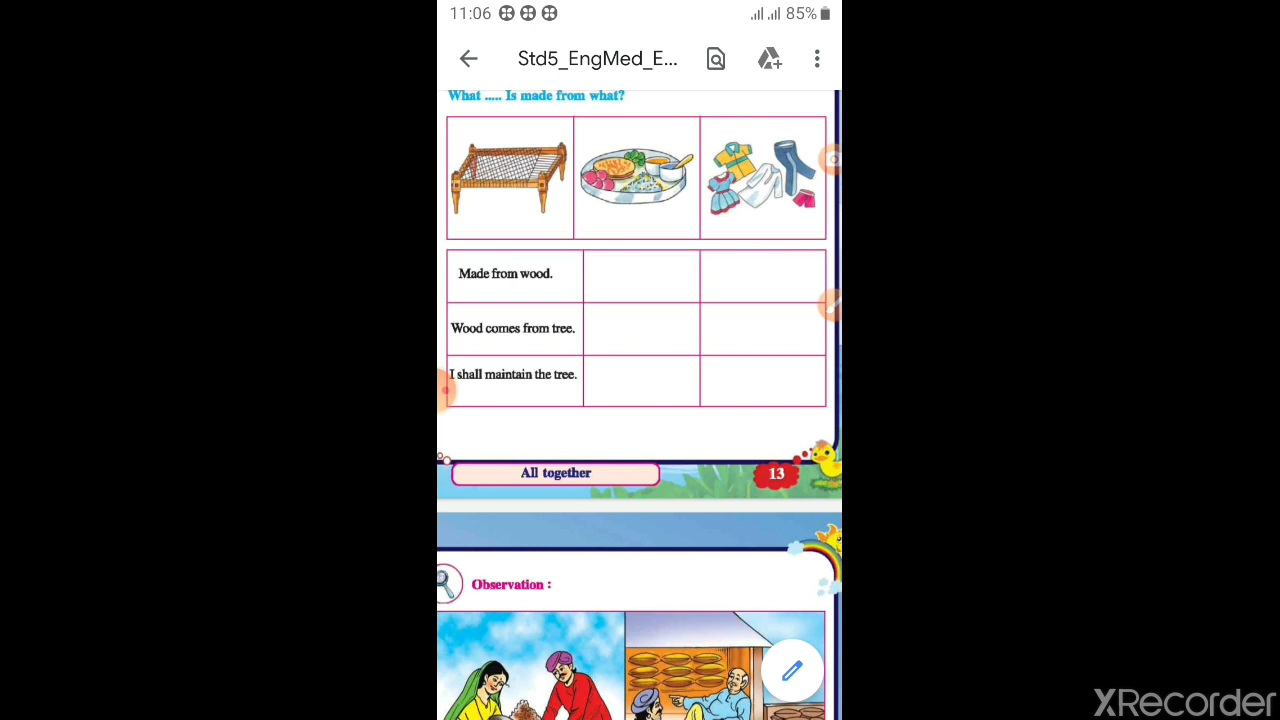 11:06
85%
Std5_EngMed_E...
What ..... Is made from what?
Made from wood.
Wood comes from tree.
I shall maintain the tree.
All together
13
Observation :
XRecorder